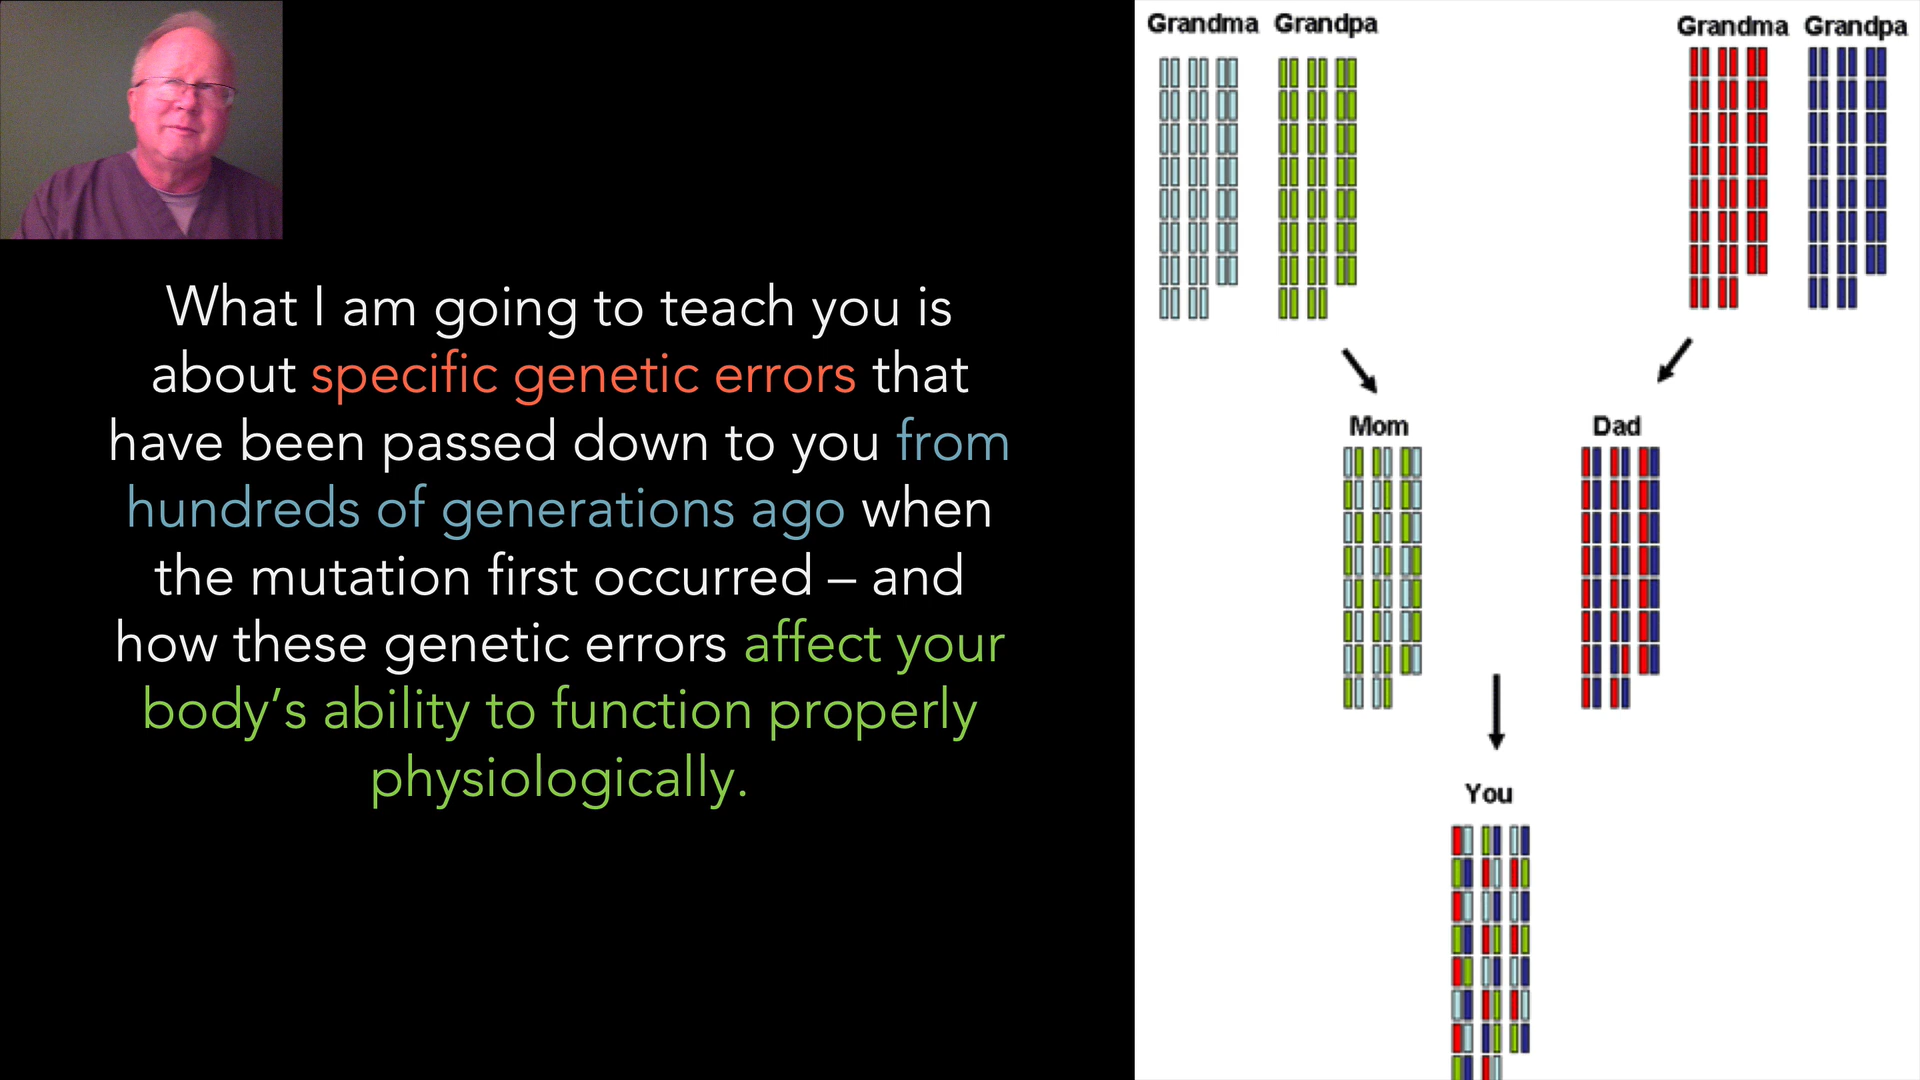 What I am going to teach you is
about specific genetic errors that
have been passed down to you from
hundreds of generations ago when
the mutation first occurred – and
how these genetic errors affect your
body’s ability to function properly
physiologically.
Grandma Grandpa
Grandma Grandpa
Mom
Dad
You